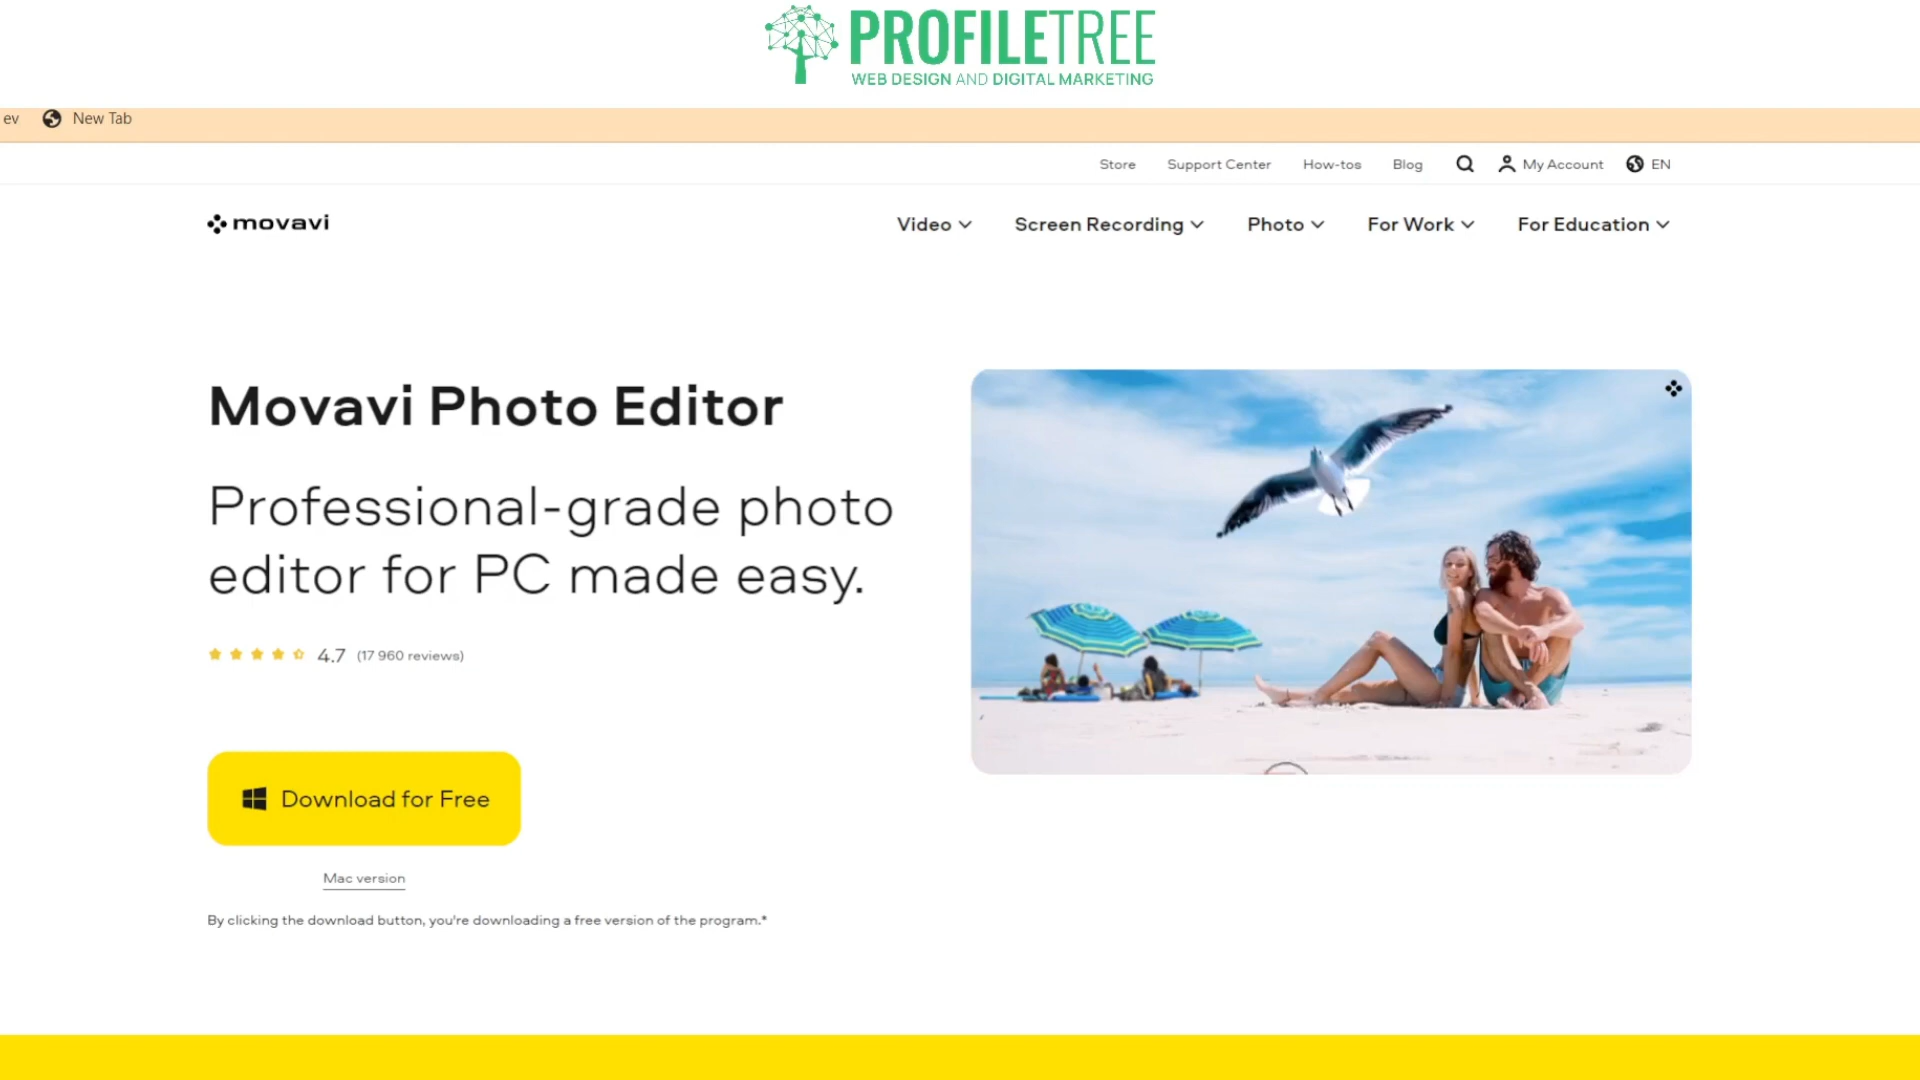 PROFILETREE
WEB DESIGN AND DIGITAL MARKETING
ev New Tab
Store Support Center How-tos Blog My Account EN
movavi Video Screen Recording Photo For Work For Education
Movavi Photo Editor
Professional-grade photo
editor for PC made easy.
4.7 (17 960 reviews)
Download for Free
Mac version
By clicking the download button, you're downloading a free version of the program.*